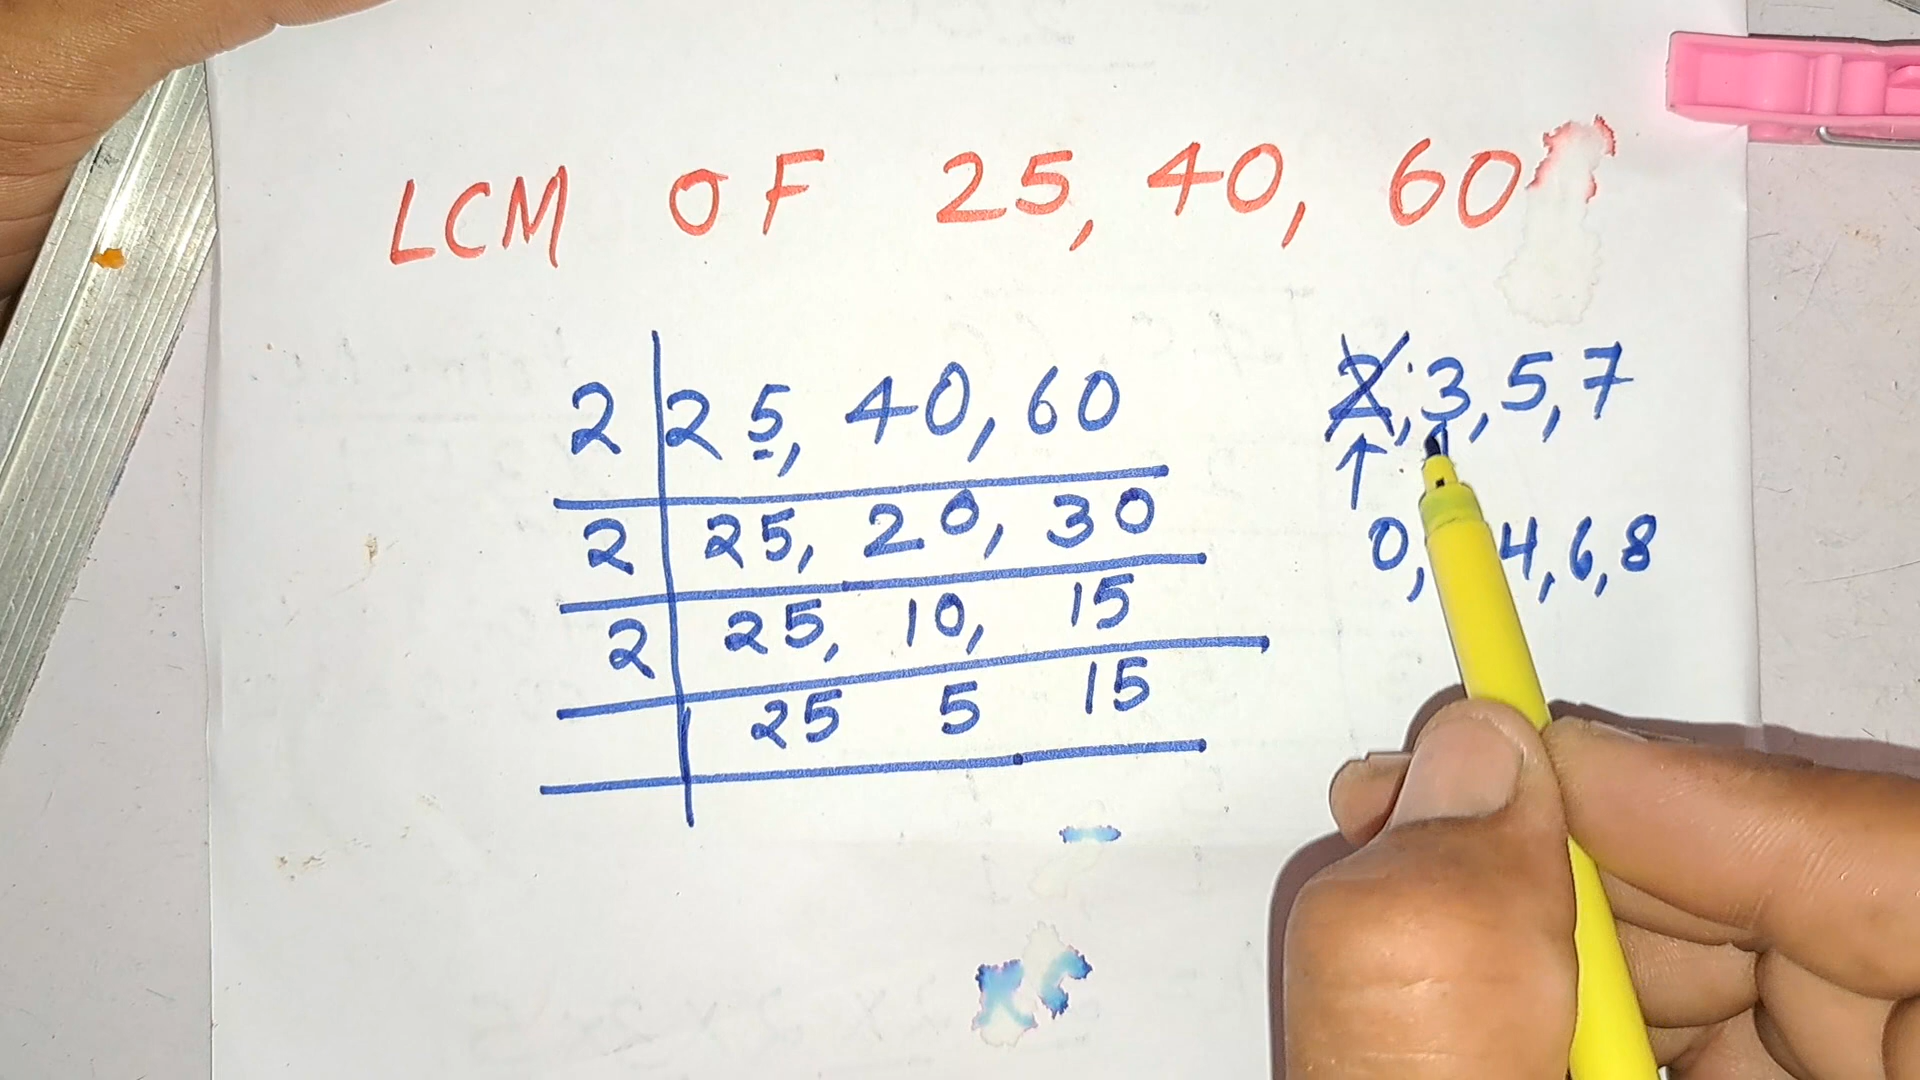 LCM OF 25, 40, 60
2 25, 40, 60
2 25, 20, 30
2 25, 10, 15
25 5 15
2, 3, 5, 7
0, 4, 6, 8